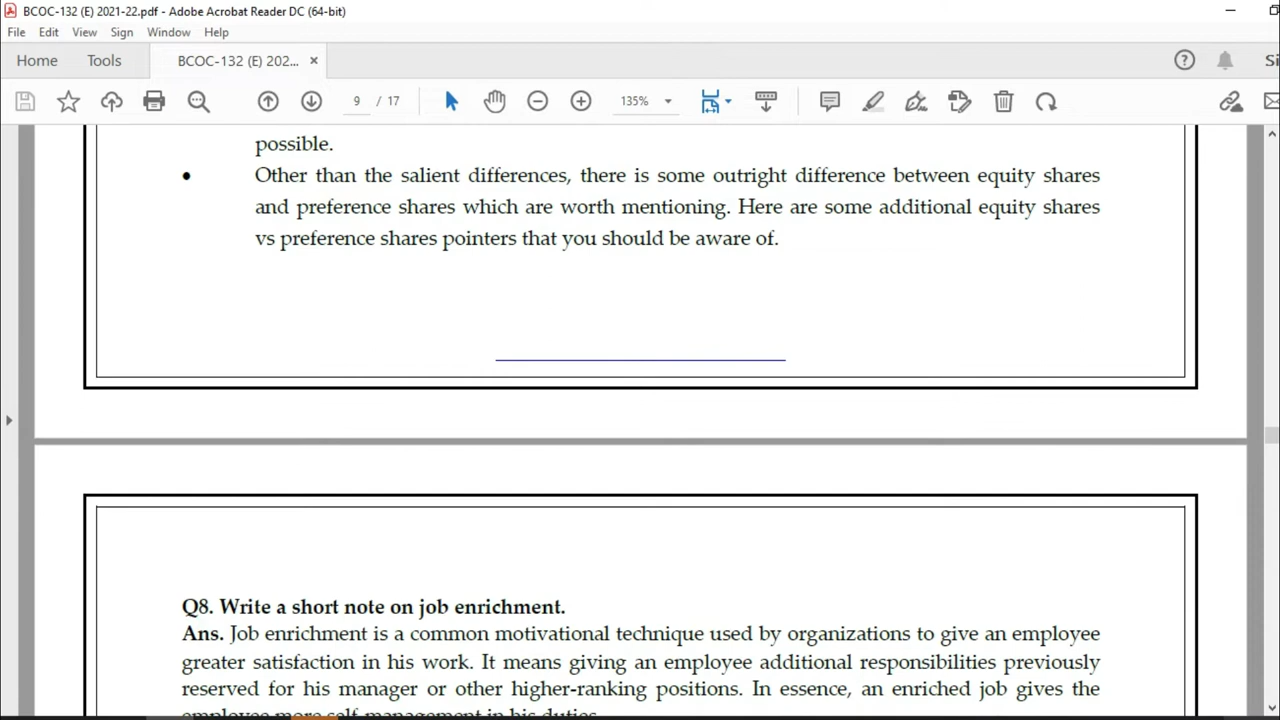 BCOC-132 (E) 2021-22.pdf - Adobe Acrobat Reader DC (64-bit)
File Edit View Sign Window Help
Home Tools BCOC-132 (E) 202... × ? Si
9 / 17 135%
possible.
• Other than the salient differences, there is some outright difference between equity shares
and preference shares which are worth mentioning. Here are some additional equity shares
vs preference shares pointers that you should be aware of.
Q8. Write a short note on job enrichment.
Ans. Job enrichment is a common motivational technique used by organizations to give an employee
greater satisfaction in his work. It means giving an employee additional responsibilities previously
reserved for his manager or other higher-ranking positions. In essence, an enriched job gives the
employee more self-management in his duties.